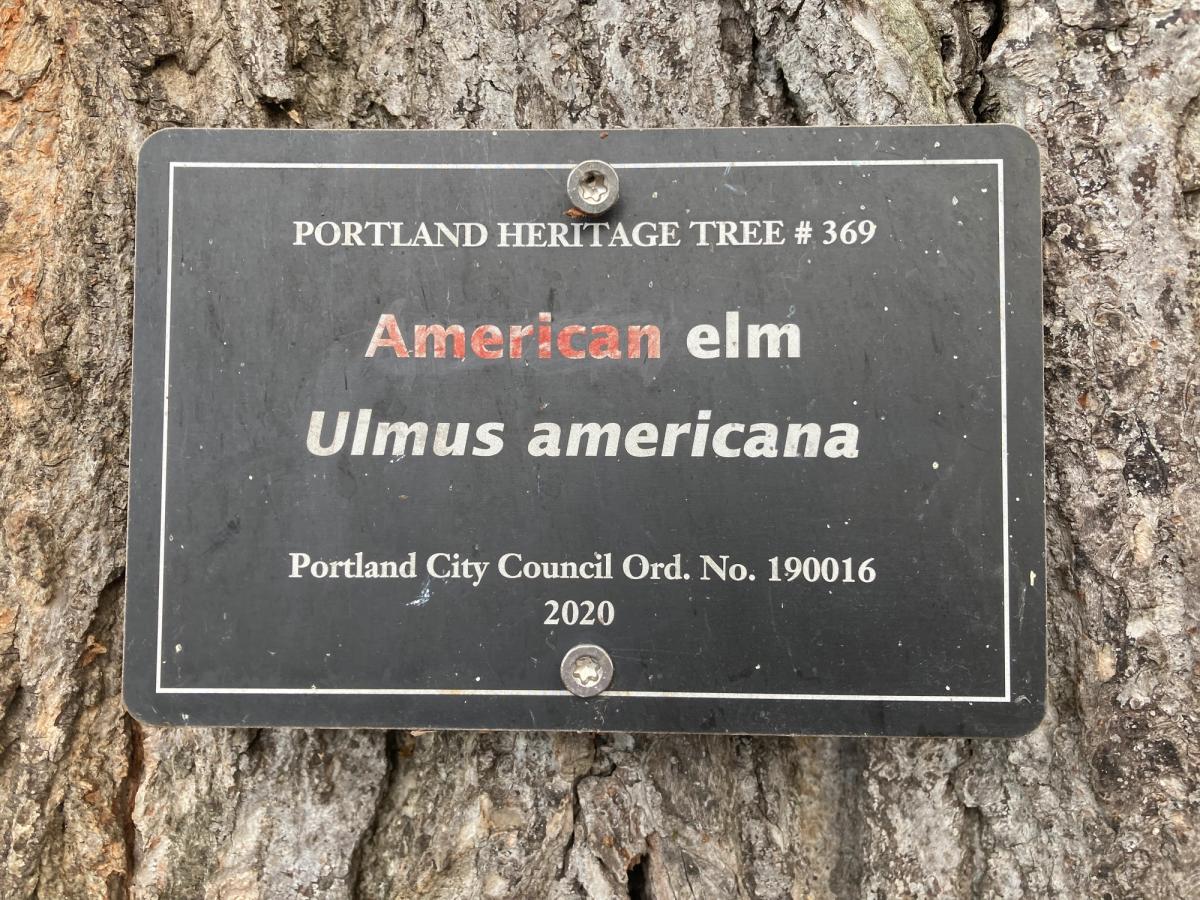 PORTLAND HERITAGE TREE # 369
American elm
Ulmus americana
Portland City Council Ord. No. 190016
2020